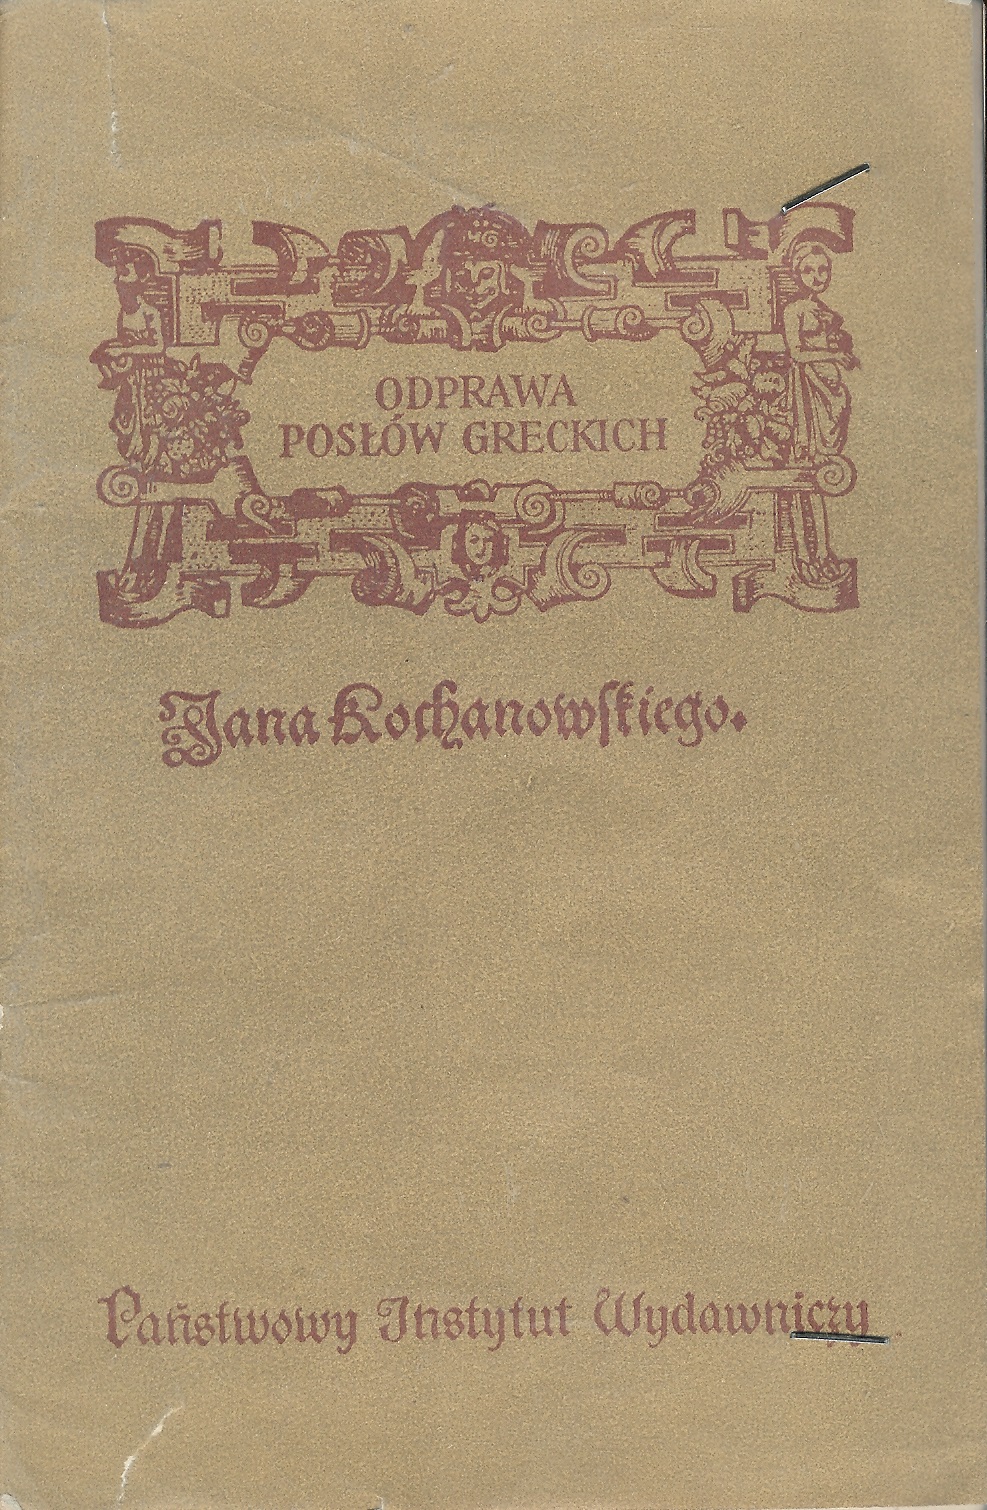 ODPRAWA
POSŁÓW GRECKICH
Jana Kochanowſkiego.
Państwowy Instytut Wydawniczy